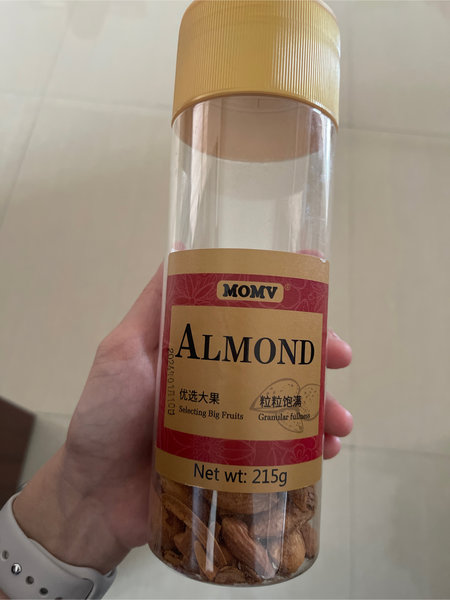 MOMV
ALMOND
优选大果
Selecting Big Fruits
粒粒饱满
Granular fullness
Net wt: 215g